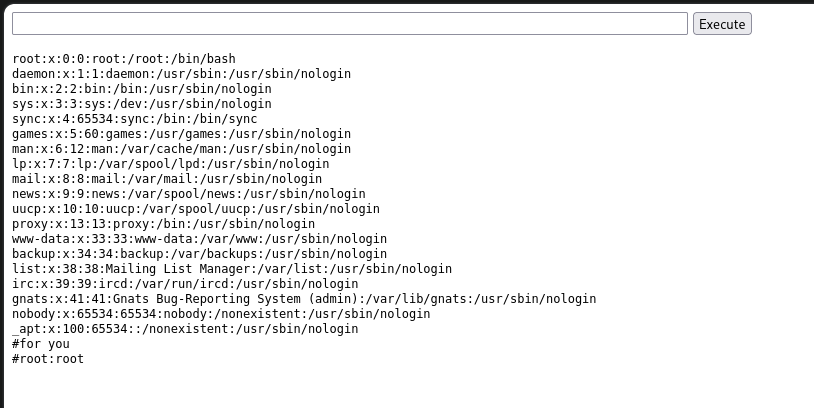 Execute
root:x:0:0:root:/root:/bin/bash
daemon:x:1:1:daemon:/usr/sbin:/usr/sbin/nologin
bin:x:2:2:bin:/bin:/usr/sbin/nologin
sys:x:3:3:sys:/dev:/usr/sbin/nologin
sync:x:4:65534:sync:/bin:/bin/sync
games:x:5:60:games:/usr/games:/usr/sbin/nologin
man:x:6:12:man:/var/cache/man:/usr/sbin/nologin
lp:x:7:7:lp:/var/spool/lpd:/usr/sbin/nologin
mail:x:8:8:mail:/var/mail:/usr/sbin/nologin
news:x:9:9:news:/var/spool/news:/usr/sbin/nologin
uucp:x:10:10:uucp:/var/spool/uucp:/usr/sbin/nologin
proxy:x:13:13:proxy:/bin:/usr/sbin/nologin
www-data:x:33:33:www-data:/var/www:/usr/sbin/nologin
backup:x:34:34:backup:/var/backups:/usr/sbin/nologin
list:x:38:38:Mailing List Manager:/var/list:/usr/sbin/nologin
irc:x:39:39:ircd:/var/run/ircd:/usr/sbin/nologin
gnats:x:41:41:Gnats Bug-Reporting System (admin):/var/lib/gnats:/usr/sbin/nologin
nobody:x:65534:65534:nobody:/nonexistent:/usr/sbin/nologin
_apt:x:100:65534::/nonexistent:/usr/sbin/nologin
#for you
#root:root